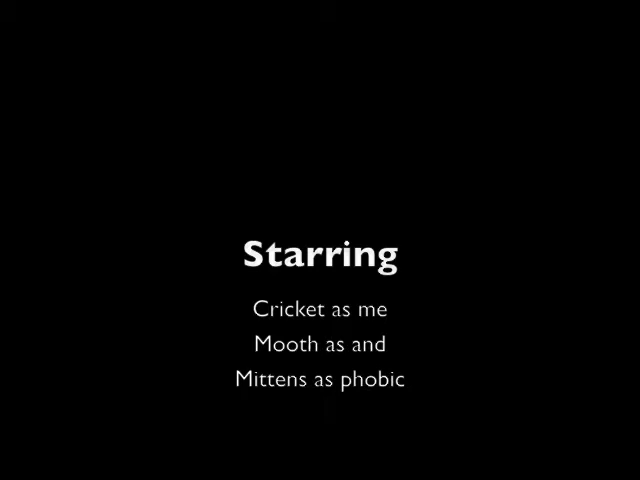 Starring
Cricket as me
Mooth as and
Mittens as phobic